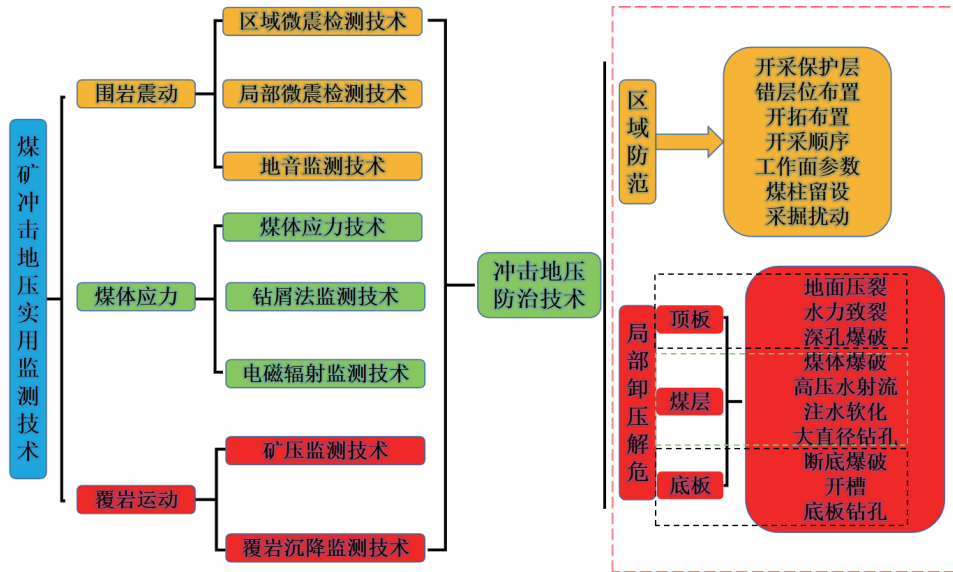 煤矿冲击地压实用监测技术
围岩震动
区域微震检测技术
局部微震检测技术
地音监测技术
煤体应力
煤体应力技术
钻屑法监测技术
电磁辐射监测技术
覆岩运动
矿压监测技术
覆岩沉降监测技术
冲击地压
防治技术
区域防范
开采保护层
错层位布置
开拓布置
开采顺序
工作面参数
煤柱留设
采掘扰动
局部卸压解危
顶板
地面压裂
水力致裂
深孔爆破
煤层
煤体爆破
高压水射流
注水软化
大直径钻孔
底板
断底爆破
开槽
底板钻孔